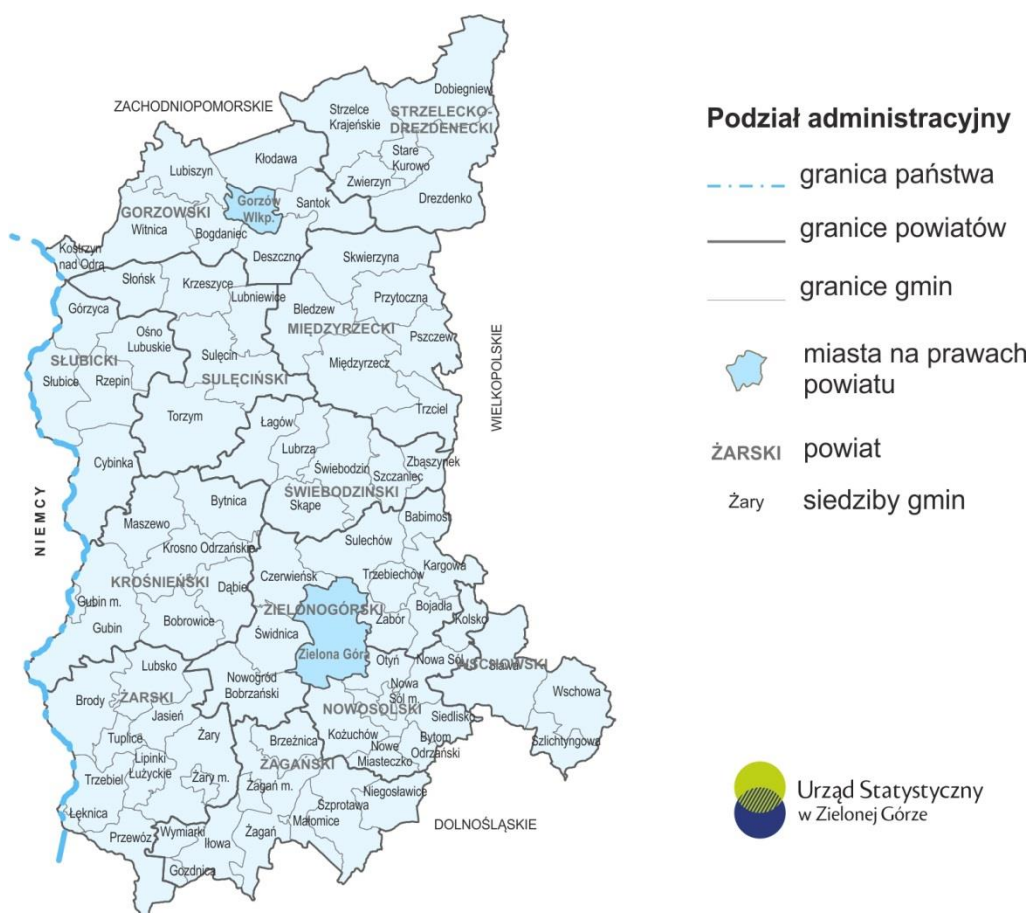 ZACHODNIOPOMORSKIE
Dobiegniew
Strzelce
Krajeńskie
STRZELECKO-
DREZDENECKI
Stare
Kurowo
Zwierzyn
Drezdenko
Kłodawa
Lubiszyn
Gorzów
Wlkp.
Santok
GORZOWSKI
Witnica
Bogdaniec
Deszczno
Kostrzyn
nad Odrą
Słońsk
Krzeszyce
Lubniewice
Skwierzyna
Bledzew
Przytoczna
MIĘDZYRZECKI
Pszczew
Międzyrzecz
Trzciel
WIELKOPOLSKIE
Górzyca
Ośno
Lubuskie
SŁUBICKI
Słubice
Rzepin
Sulęcin
SULĘCIŃSKI
Torzym
Cybinka
Łagów
Lubrza
Świebodzin
Zbąszynek
Szczaniec
ŚWIEBODZIŃSKI
Skąpe
Babimost
NIEMCY
Bytnica
Maszewo
Krosno Odrzańskie
KROŚNIEŃSKI
Dąbie
Gubin m.
Gubin
Bobrowice
Sulechów
Kargowa
Czerwieńsk
Trzebiechów
ZIELONOGÓRSKI
Bojadła
Zabór
Kolsko
Świdnica
Zielona Góra
Nowogród
Bobrzański
Otyń
Nowa Sól
Nowa
Sól m.
WSCHOWSKI
Sława
Wschowa
Szlichtyngowa
NOWOSOLSKI
Siedlisko
Kożuchów
Nowe
Miasteczko
Bytom
Odrzański
Lubsko
Brody
ŻARSKI
Jasień
Tuplice
Żary
Lipinki
Łużyckie
Trzebiel
Żary m.
Łęknica
Przewóz
Brzeźnica
ŻAGAŃSKI
Żagań m.
Niegosławice
Szprotawa
Małomice
Wymiarki
Iłowa
Żagań
Gozdnica
DOLNOŚLĄSKIE
Podział administracyjny
granica państwa
granice powiatów
granice gmin
miasta na prawach
powiatu
ŻARSKI powiat
Żary siedziby gmin
Urząd Statystyczny
w Zielonej Górze